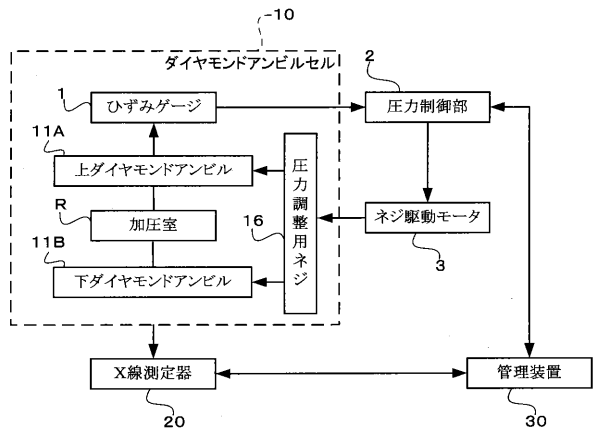 10
ダイヤモンドアンビルセル
1
ひずみゲージ
2
圧力制御部
11A
上ダイヤモンドアンビル
R
加圧室
16
圧力調整用ネジ
ネジ駆動モータ
3
11B
下ダイヤモンドアンビル
X線測定器
20
管理装置
30